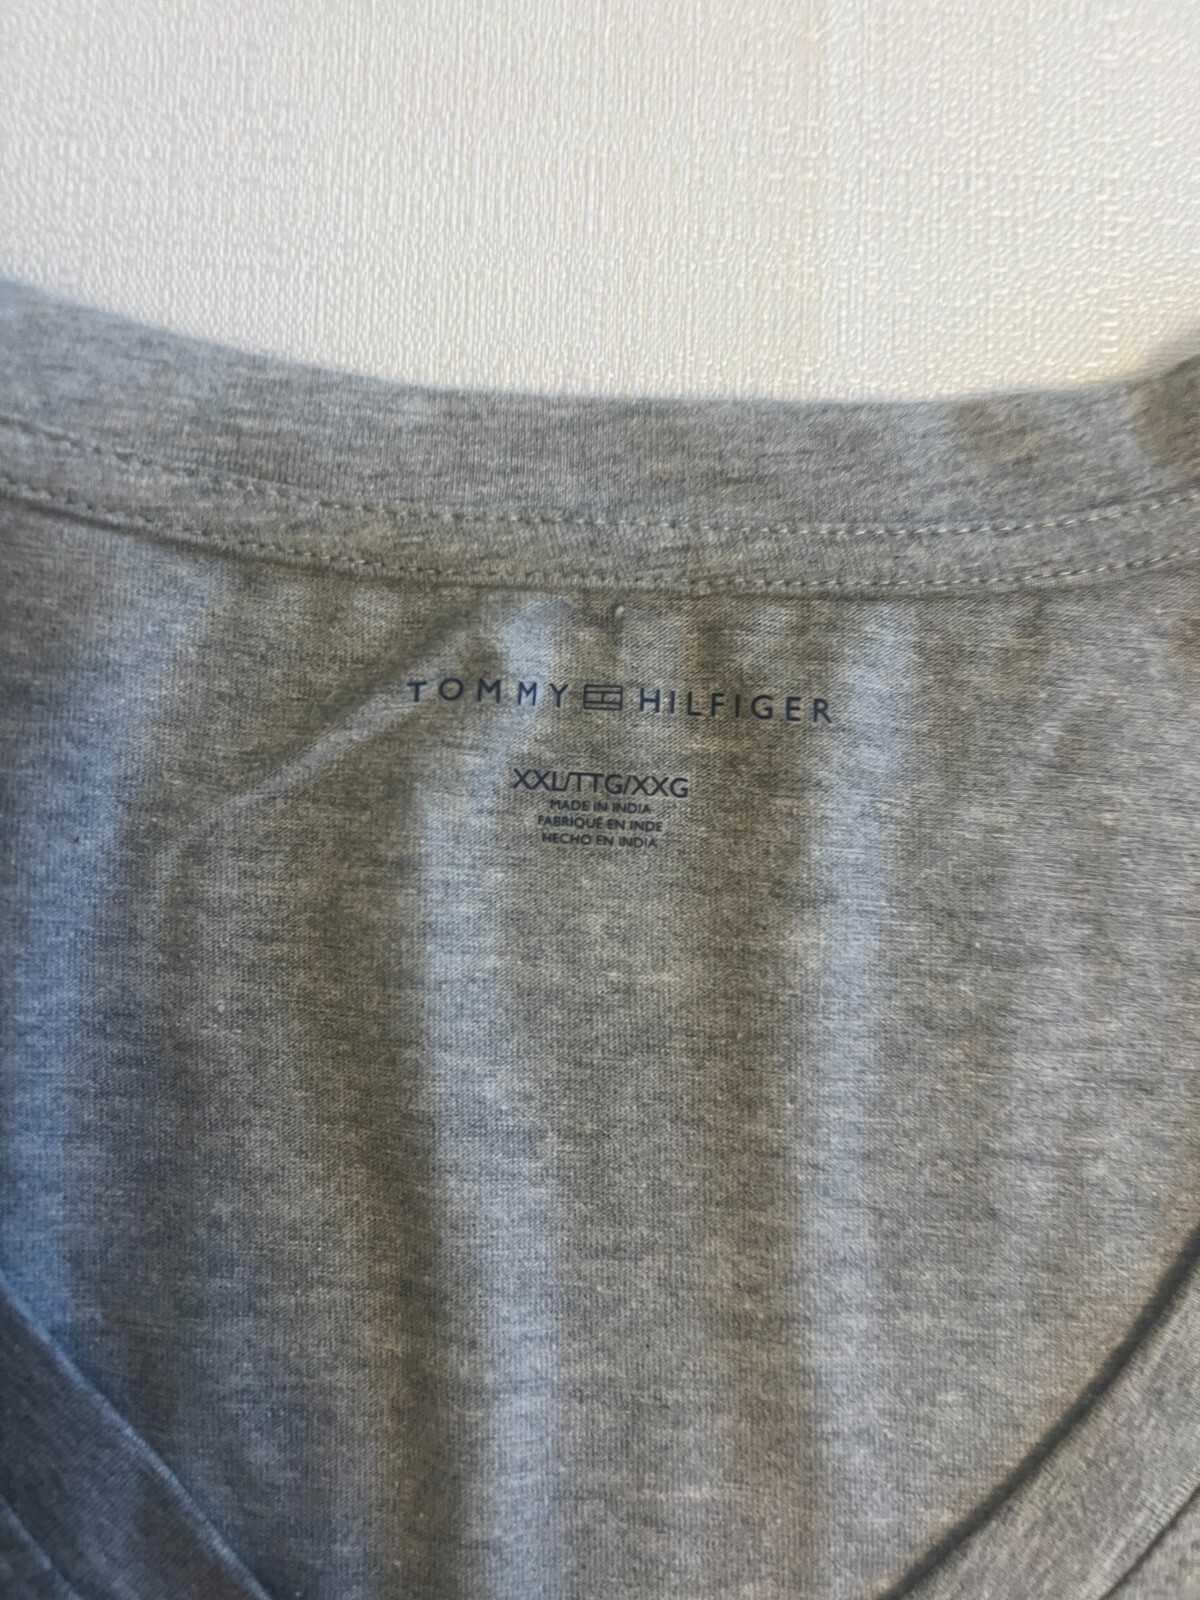 TOMMY HILFIGER
XXL/TTG/XXG
MADE IN INDIA
FABRIQUÉ EN INDE
HECHO EN INDIA